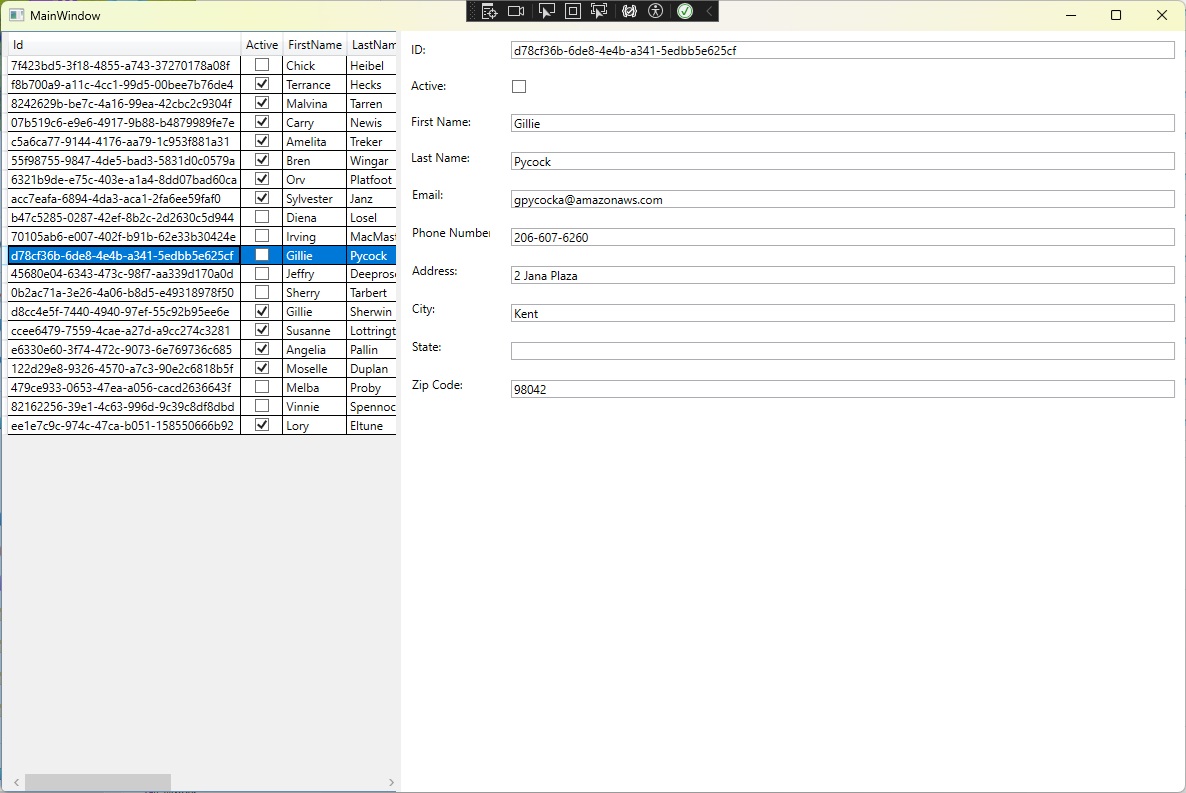 MainWindow
Id Active FirstName LastNam
7f423bd5-3f18-4855-a743-37270178a08f Chick Heibel
f8b700a9-a11c-4cc1-99d5-00bee7b76de4 Terrance Hecks
8242629b-be7c-4a16-99ea-42cbc2c9304f Malvina Tarren
07b519c6-e9e6-4917-9b88-b4879989fe7e Carry Newis
c5a6ca77-9144-4176-aa79-1c953f881a31 Amelita Treker
55f98755-9847-4de5-bad3-5831d0c0579a Bren Wingar
6321b9de-e75c-403e-a1a4-8dd07bad60ca Orv Platfoot
acc7eafa-6894-4da3-aca1-2fa6ee59faf0 Sylvester Janz
b47c5285-0287-42ef-8b2c-2d2630c5d944 Diena Losel
70105ab6-e007-402f-b91b-62e33b30424e Irving MacMast
d78cf36b-6de8-4e4b-a341-5edbb5e625cf Gillie Pycock
45680e04-6343-473c-98f7-aa339d170a0d Jeffry Deepros
0b2ac71a-3e26-4a06-b8d5-e49318978f50 Sherry Tarbert
d8cc4e5f-7440-4940-97ef-55c92b95ee6e Gillie Sherwin
ccee6479-7559-4cae-a27d-a9cc274c3281 Susanne Lottringt
e6330e60-3f74-472c-9073-6e769736c685 Angelia Pallin
122d29e8-9326-4570-a7c3-90e2c6818b5f Moselle Duplan
479ce933-0653-47ea-a056-cacd2636643f Melba Proby
82162256-39e1-4c63-996d-9c39c8df8dbd Vinnie Spennoc
ee1e7c9c-974c-47ca-b051-158550666b92 Lory Eltune
ID: d78cf36b-6de8-4e4b-a341-5edbb5e625cf
Active:
First Name: Gillie
Last Name: Pycock
Email: gpycocka@amazonaws.com
Phone Number 206-607-6260
Address: 2 Jana Plaza
City: Kent
State:
Zip Code: 98042